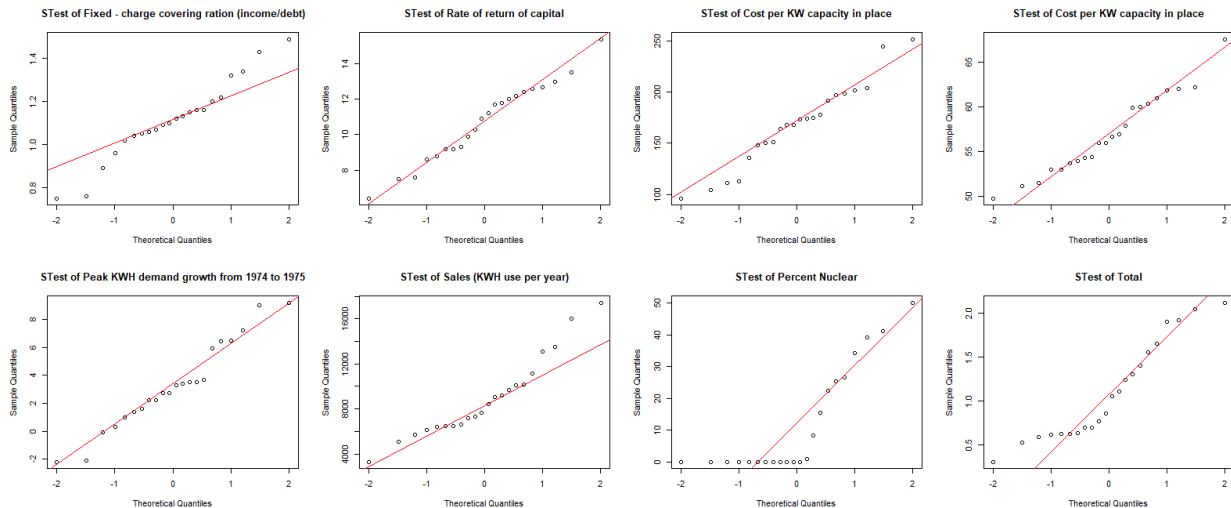 STest of Fixed - charge covering ration (income/debt)
Sample Quantiles
1.4
1.2
1.0
0.8
-2 -1 0 1 2
Theoretical Quantiles
STest of Rate of return of capital
Sample Quantiles
14
12
10
8
-2 -1 0 1 2
Theoretical Quantiles
STest of Cost per KW capacity in place
Sample Quantiles
250
200
150
100
-2 -1 0 1 2
Theoretical Quantiles
STest of Cost per KW capacity in place
Sample Quantiles
65
60
55
50
-2 -1 0 1 2
Theoretical Quantiles
STest of Peak KWH demand growth from 1974 to 1975
Sample Quantiles
8
6
4
2
0
-2
-2 -1 0 1 2
Theoretical Quantiles
STest of Sales (KWH use per year)
Sample Quantiles
16000
12000
8000
4000
-2 -1 0 1 2
Theoretical Quantiles
STest of Percent Nuclear
Sample Quantiles
50
40
30
20
10
0
-2 -1 0 1 2
Theoretical Quantiles
STest of Total
Sample Quantiles
2.0
1.5
1.0
0.5
-2 -1 0 1 2
Theoretical Quantiles